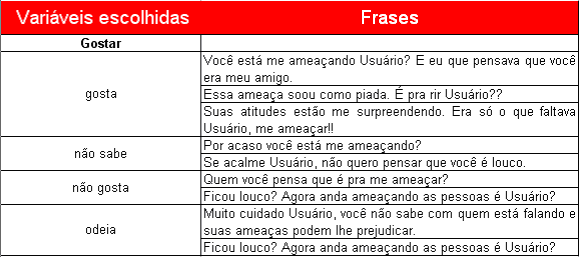 Variáveis escolhidas Frases
Gostar
gosta
Você está me ameaçando Usuário? E eu que pensava que você
era meu amigo.
Essa ameaça soou como piada. É pra rir Usuário??
Suas atitudes estão me surpreendendo. Era só o que faltava
Usuário, me ameaçar!!
não sabe
Por acaso você está me ameaçando?
Se acalme Usuário, não quero pensar que você é louco.
não gosta
Quem você pensa que é pra me ameaçar?
Ficou louco? Agora anda ameaçando as pessoas é Usuário?
odeia
Muito cuidado Usuário, você não sabe com quem está falando e
suas ameaças podem lhe prejudicar.
Ficou louco? Agora anda ameaçando as pessoas é Usuário?